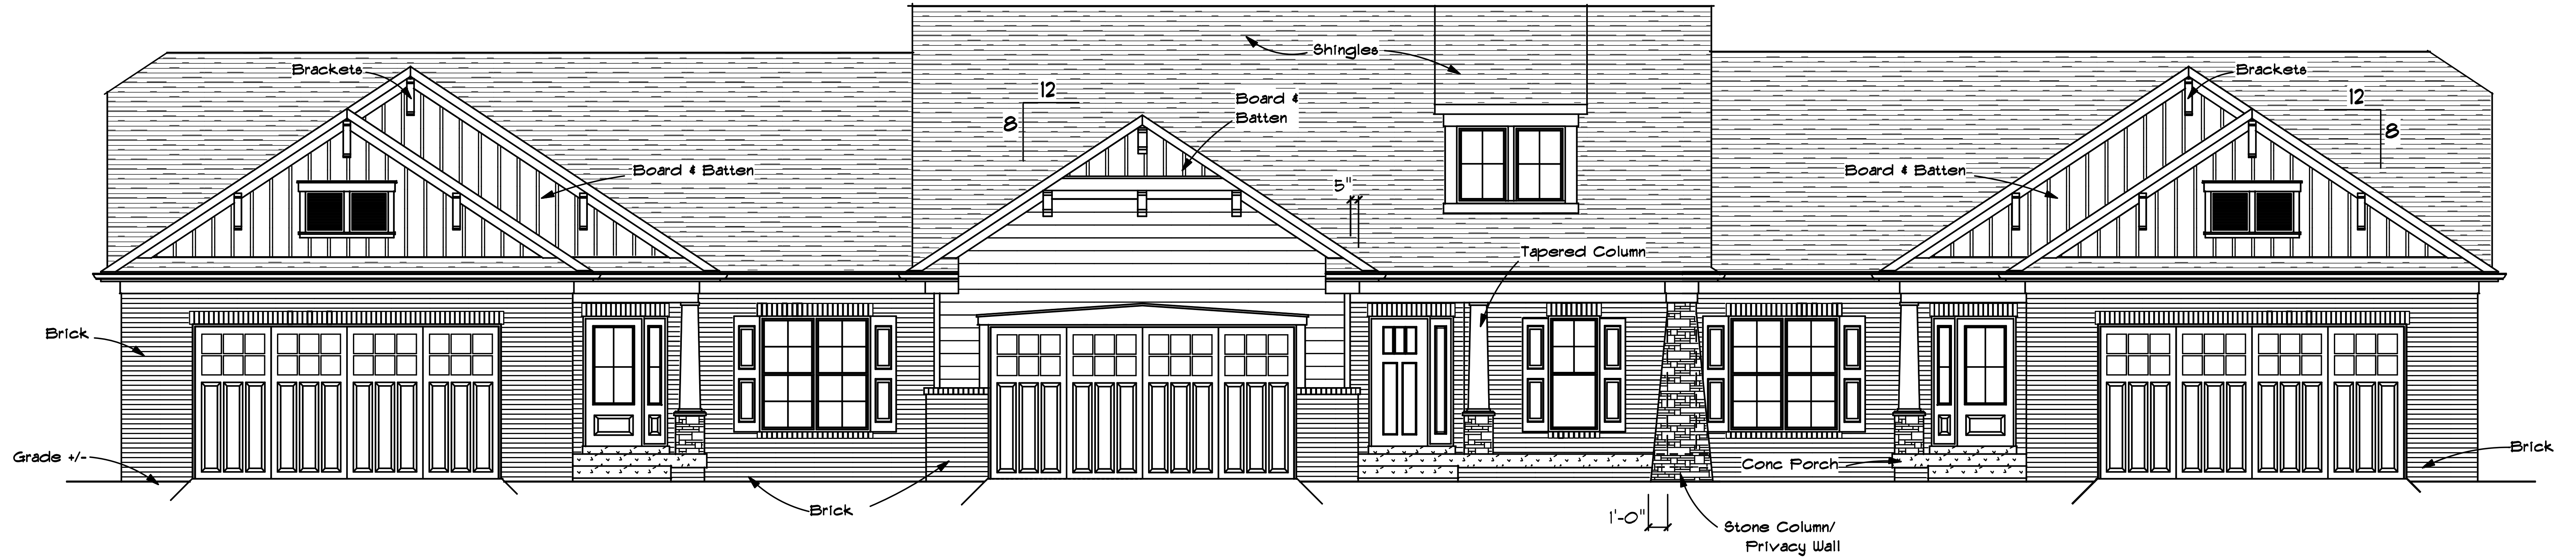 Shingles
Brackets
Brackets
12
8
Board &
Batten
12
8
Board & Batten
Board & Batten
5"
Tapered Column
Brick
Grade +/-
Conc Porch
Brick
Brick
1'-0"
Stone Column/
Privacy Wall